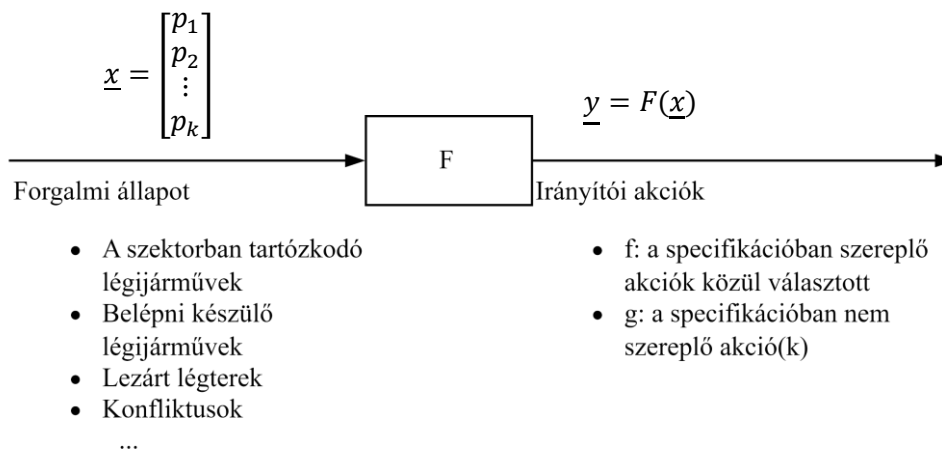 x = [p1
p2
⋮
pk]
y = F(x)
F
Forgalmi állapot
Irányítói akciók
• A szektorban tartózkodó
légijárművek
• Belépni készülő
légijárművek
• Lezárt légterek
• Konfliktusok
...
• f: a specifikációban szereplő
akciók közül választott
• g: a specifikációban nem
szereplő akció(k)